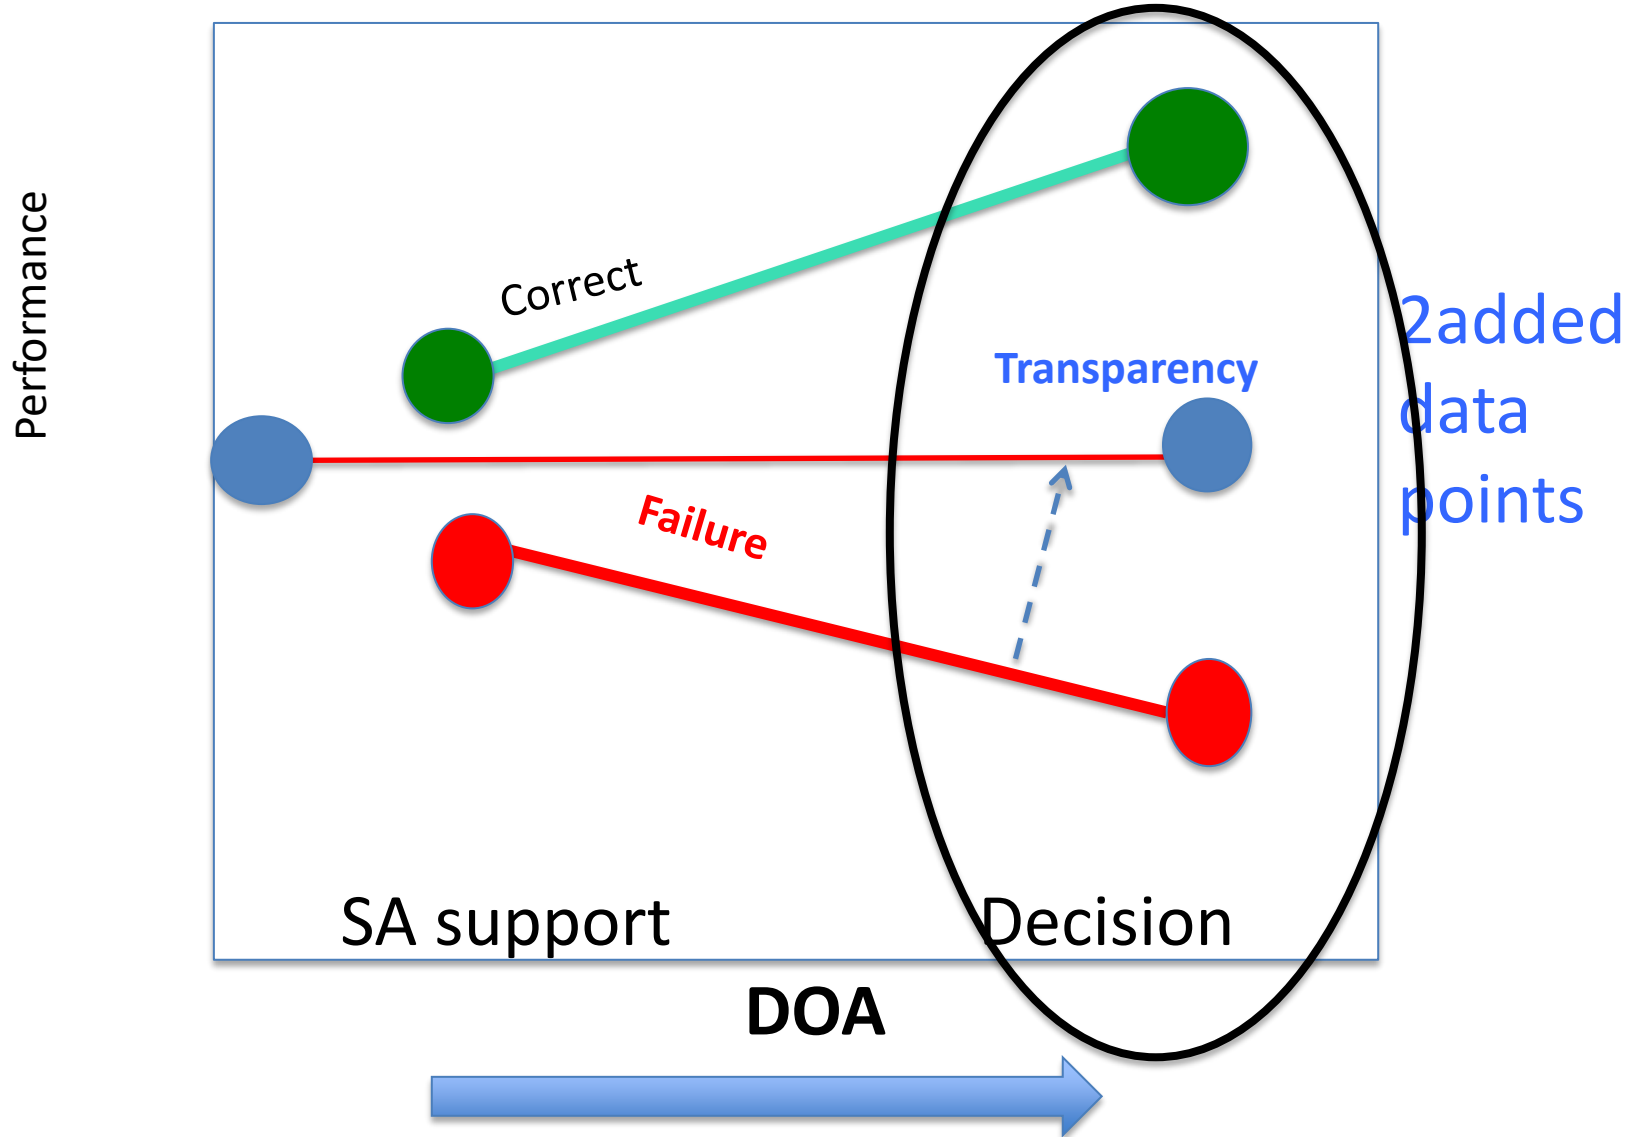 Performance
Correct
Transparency
2added
data
points
Failure
SA support
Decision
DOA